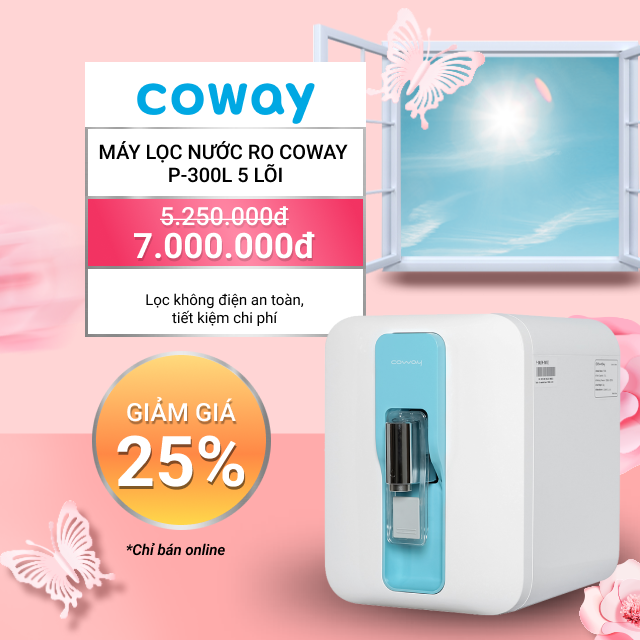 coway
MÁY LỌC NƯỚC RO COWAY
P-300L 5 LÕI
5.250.000đ
7.000.000đ
Lọc không điện an toàn,
tiết kiệm chi phí
GIẢM GIÁ
25%
*Chỉ bán online
coway